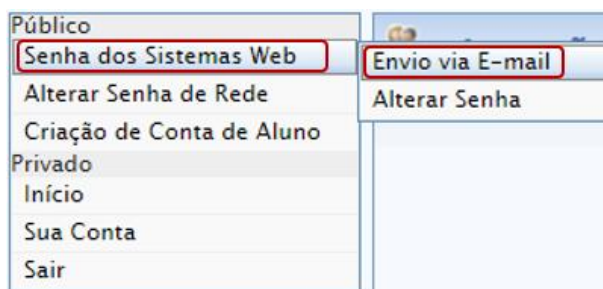 Público
Senha dos Sistemas Web
Envio via E-mail
Alterar Senha de Rede
Alterar Senha
Criação de Conta de Aluno
Privado
Início
Sua Conta
Sair